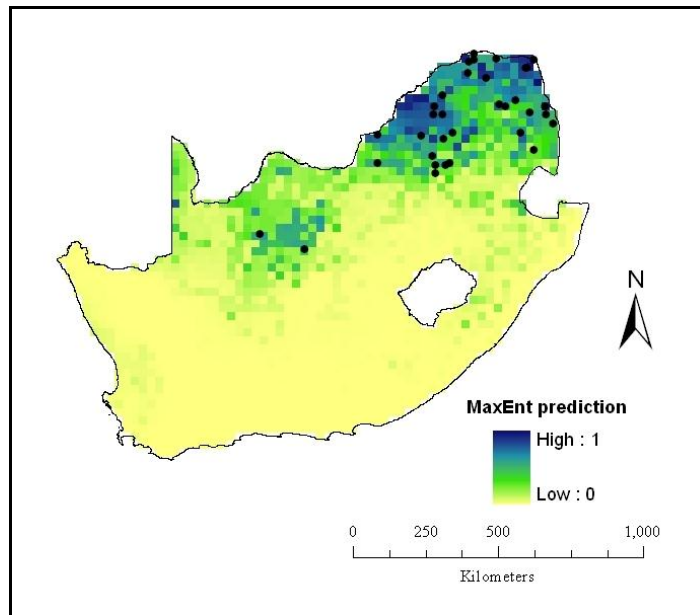 N
MaxEnt prediction
High : 1
Low : 0
0 250 500 1,000
Kilometers